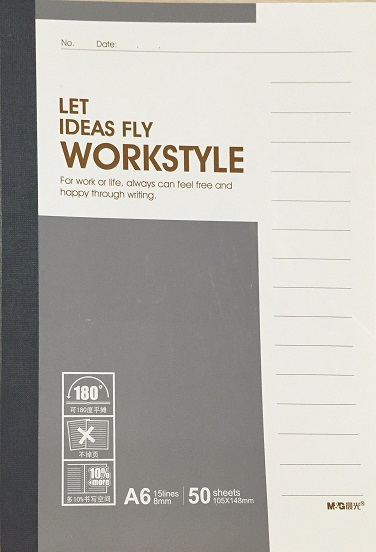 No. Date: . .
LET
IDEAS FLY
WORKSTYLE
For work or life, always can feel free and
happy through writing.
180°
可180度平摊
不掉页
10%
more
多10%书写空间
A6 15lines 8mm 50 sheets 105X148mm
M&G晨光®